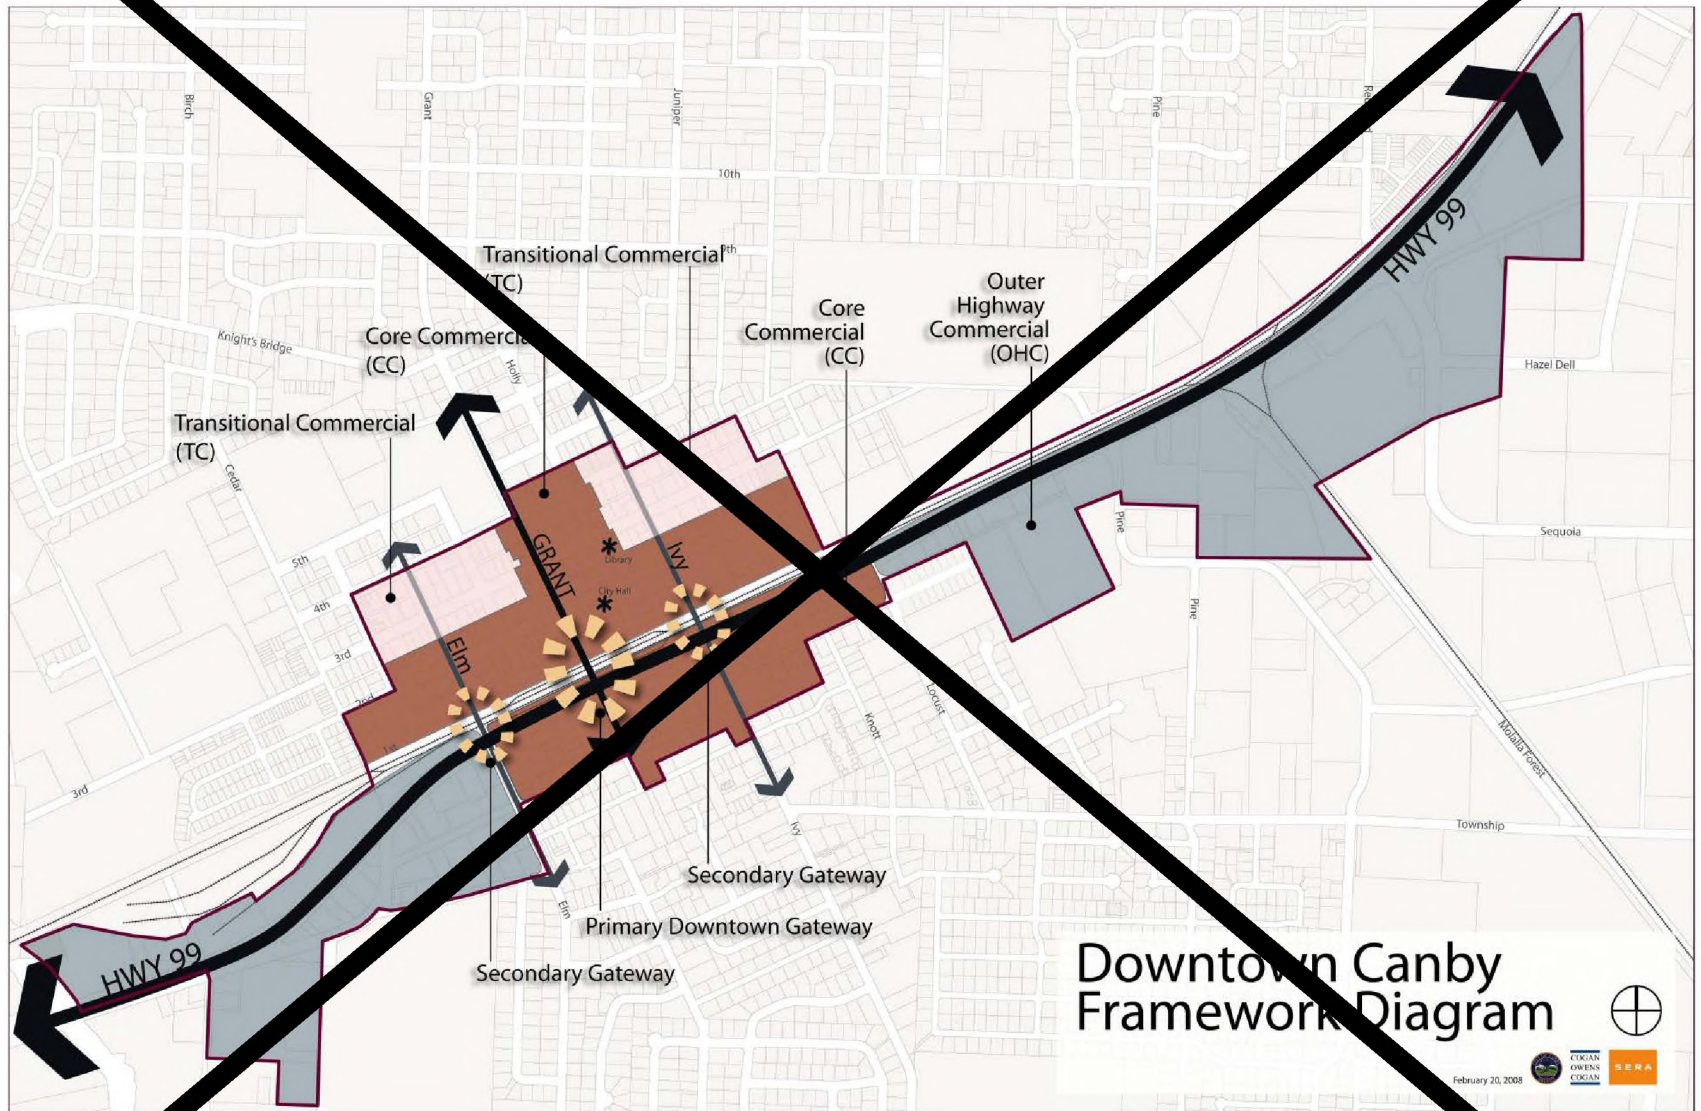 Birch
Grant
Juniper
Pine
10th
9th
Transitional Commercial
(TC)
Core
Commercial
(CC)
Outer
Highway
Commercial
(OHC)
HWY 99
Knight's Bridge
Core Commercial
(CC)
Holly
Hazel Dell
Transitional Commercial
(TC)
Cedar
5th
4th
3rd
2nd
1st
3rd
GRANT
Ivy
Elm
Library
City Hall
Pine
Sequoia
Pine
Locust
Knott
Molalla Forest
Township
Ivy
Elm
Secondary Gateway
Primary Downtown Gateway
Secondary Gateway
HWY 99
Downtown Canby
Framework Diagram
February 20, 2008
COGAN
OWENS
COGAN
SERA